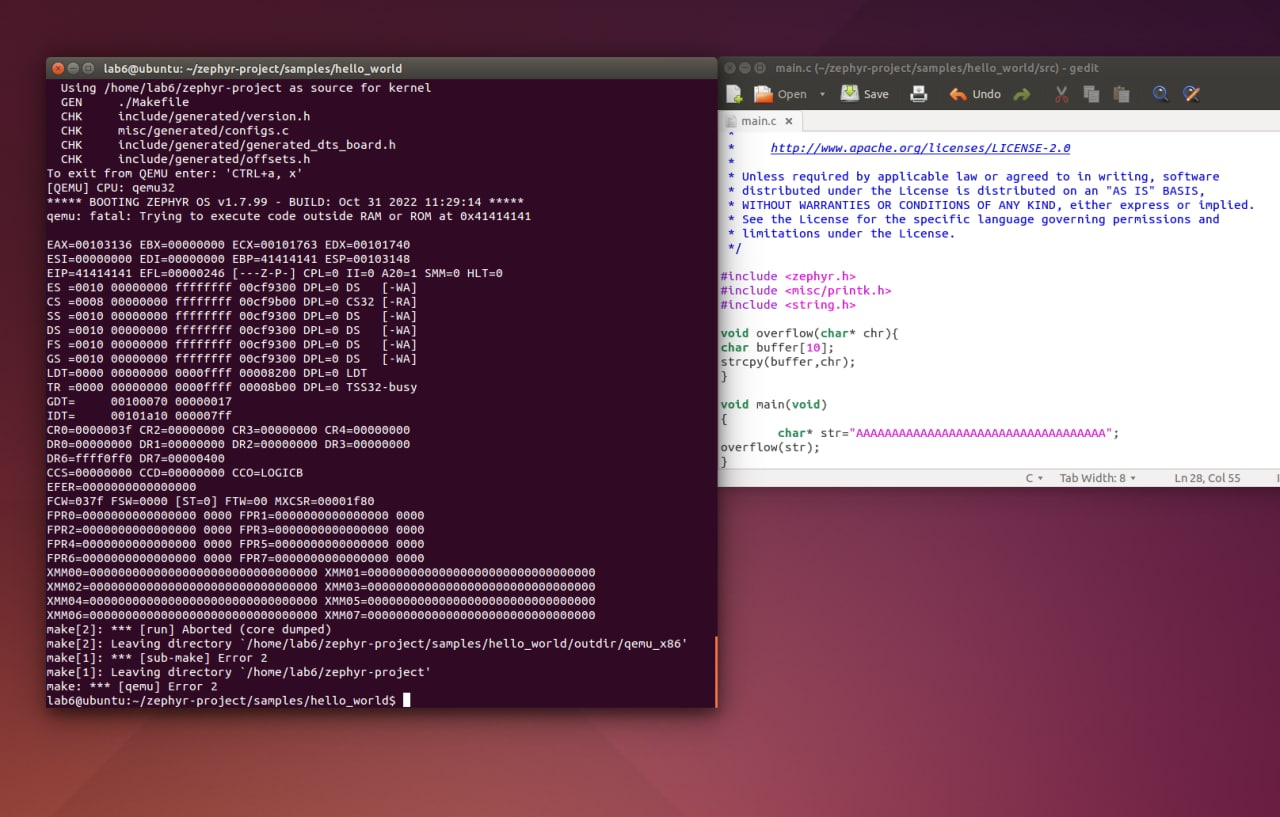 lab6@ubuntu: ~/zephyr-project/samples/hello_world
Using /home/lab6/zephyr-project as source for kernel
GEN     ./Makefile
CHK     include/generated/version.h
CHK     misc/generated/configs.c
CHK     include/generated/generated_dts_board.h
CHK     include/generated/offsets.h
To exit from QEMU enter: 'CTRL+a, x'
[QEMU] CPU: qemu32
***** BOOTING ZEPHYR OS v1.7.99 - BUILD: Oct 31 2022 11:29:14 *****
qemu: fatal: Trying to execute code outside RAM or ROM at 0x41414141
EAX=00103136 EBX=00000000 ECX=00101763 EDX=00101740
ESI=00000000 EDI=00000000 EBP=41414141 ESP=00103148
EIP=41414141 EFL=00000246 [---Z-P-] CPL=0 II=0 A20=1 SMM=0 HLT=0
ES =0010 00000000 ffffffff 00cf9300 DPL=0 DS   [-WA]
CS =0008 00000000 ffffffff 00cf9b00 DPL=0 CS32 [-RA]
SS =0010 00000000 ffffffff 00cf9300 DPL=0 DS   [-WA]
DS =0010 00000000 ffffffff 00cf9300 DPL=0 DS   [-WA]
FS =0010 00000000 ffffffff 00cf9300 DPL=0 DS   [-WA]
GS =0010 00000000 ffffffff 00cf9300 DPL=0 DS   [-WA]
LDT=0000 00000000 0000ffff 00008200 DPL=0 LDT
TR =0000 00000000 0000ffff 00008b00 DPL=0 TSS32-busy
GDT=     00100070 00000017
IDT=     00101a10 000007ff
CR0=0000003f CR2=00000000 CR3=00000000 CR4=00000000
DR0=00000000 DR1=00000000 DR2=00000000 DR3=00000000
DR6=ffff0ff0 DR7=00000400
CCS=00000000 CCD=00000000 CCO=LOGICB
EFER=0000000000000000
FCW=037f FSW=0000 [ST=0] FTW=00 MXCSR=00001f80
FPR0=0000000000000000 0000 FPR1=0000000000000000 0000
FPR2=0000000000000000 0000 FPR3=0000000000000000 0000
FPR4=0000000000000000 0000 FPR5=0000000000000000 0000
FPR6=0000000000000000 0000 FPR7=0000000000000000 0000
XMM00=00000000000000000000000000000000 XMM01=00000000000000000000000000000000
XMM02=00000000000000000000000000000000 XMM03=00000000000000000000000000000000
XMM04=00000000000000000000000000000000 XMM05=00000000000000000000000000000000
XMM06=00000000000000000000000000000000 XMM07=00000000000000000000000000000000
make[2]: *** [run] Aborted (core dumped)
make[2]: Leaving directory `/home/lab6/zephyr-project/samples/hello_world/outdir/qemu_x86'
make[1]: *** [sub-make] Error 2
make[1]: Leaving directory `/home/lab6/zephyr-project'
make: *** [qemu] Error 2
lab6@ubuntu:~/zephyr-project/samples/hello_world$
main.c (~/zephyr-project/samples/hello_world/src) - gedit
Open Save Undo
main.c
*
*     http://www.apache.org/licenses/LICENSE-2.0
*
* Unless required by applicable law or agreed to in writing, software
* distributed under the License is distributed on an "AS IS" BASIS,
* WITHOUT WARRANTIES OR CONDITIONS OF ANY KIND, either express or implied.
* See the License for the specific language governing permissions and
* limitations under the License.
*/
#include <zephyr.h>
#include <misc/printk.h>
#include <string.h>
void overflow(char* chr){
char buffer[10];
strcpy(buffer,chr);
}
void main(void)
{
        char* str="AAAAAAAAAAAAAAAAAAAAAAAAAAAAAAAAAAA";
overflow(str);
}
C Tab Width: 8 Ln 28, Col 55